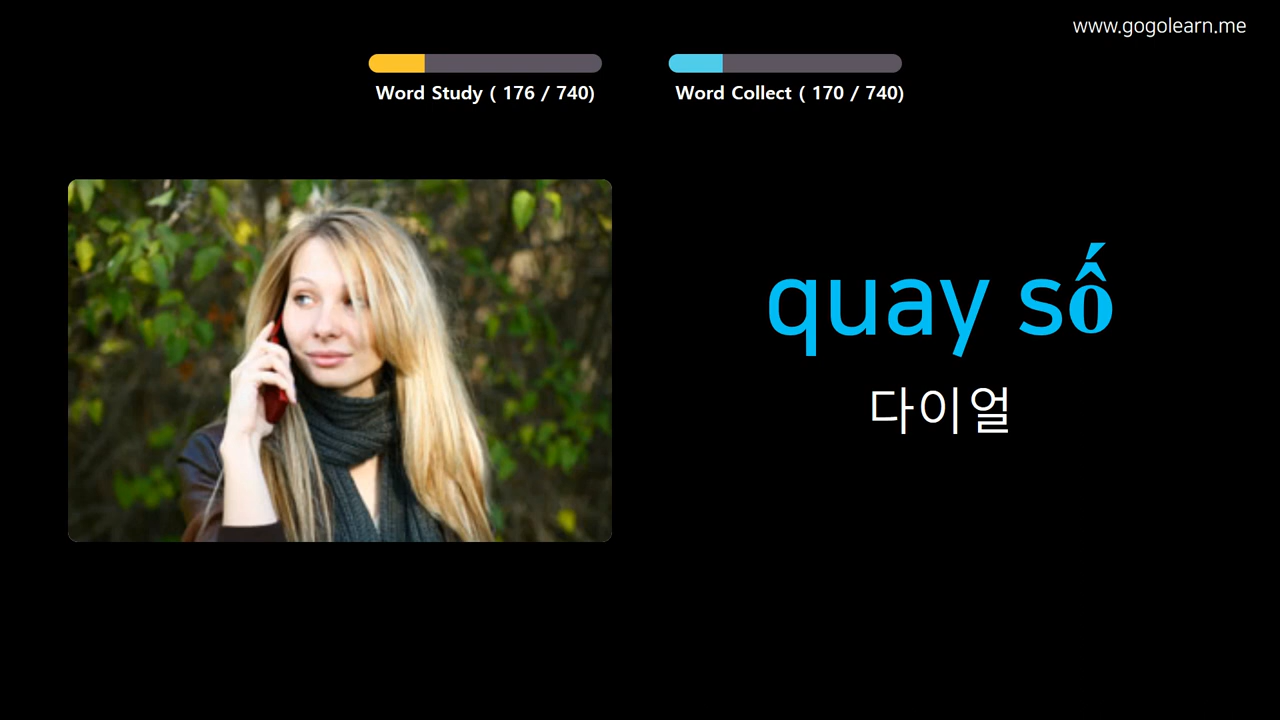 www.gogolearn.me
Word Study ( 176 / 740)
Word Collect ( 170 / 740)
quay số
다이얼